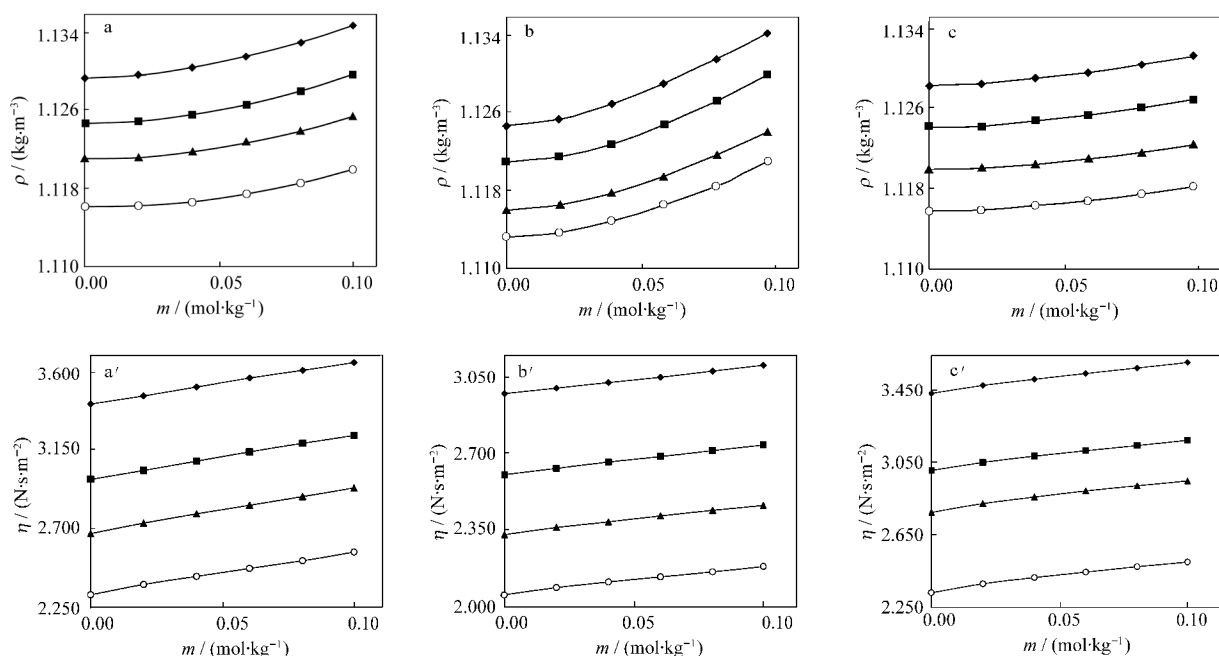 a
1.134
1.126
1.118
1.110
ρ / (kg·m⁻³)
0.00 0.05 0.10
m / (mol·kg⁻¹)
b
1.134
1.126
1.118
1.110
ρ / (kg·m⁻³)
0.00 0.05 0.10
m / (mol·kg⁻¹)
c
1.134
1.126
1.118
1.110
ρ / (kg·m⁻³)
0.00 0.05 0.10
m / (mol·kg⁻¹)
a′
3.600
3.150
2.700
2.250
η / (N·s·m⁻²)
0.00 0.05 0.10
m / (mol·kg⁻¹)
b′
3.050
2.700
2.350
2.000
η / (N·s·m⁻²)
0.00 0.05 0.10
m / (mol·kg⁻¹)
c′
3.450
3.050
2.650
2.250
η / (N·s·m⁻²)
0.00 0.05 0.10
m / (mol·kg⁻¹)